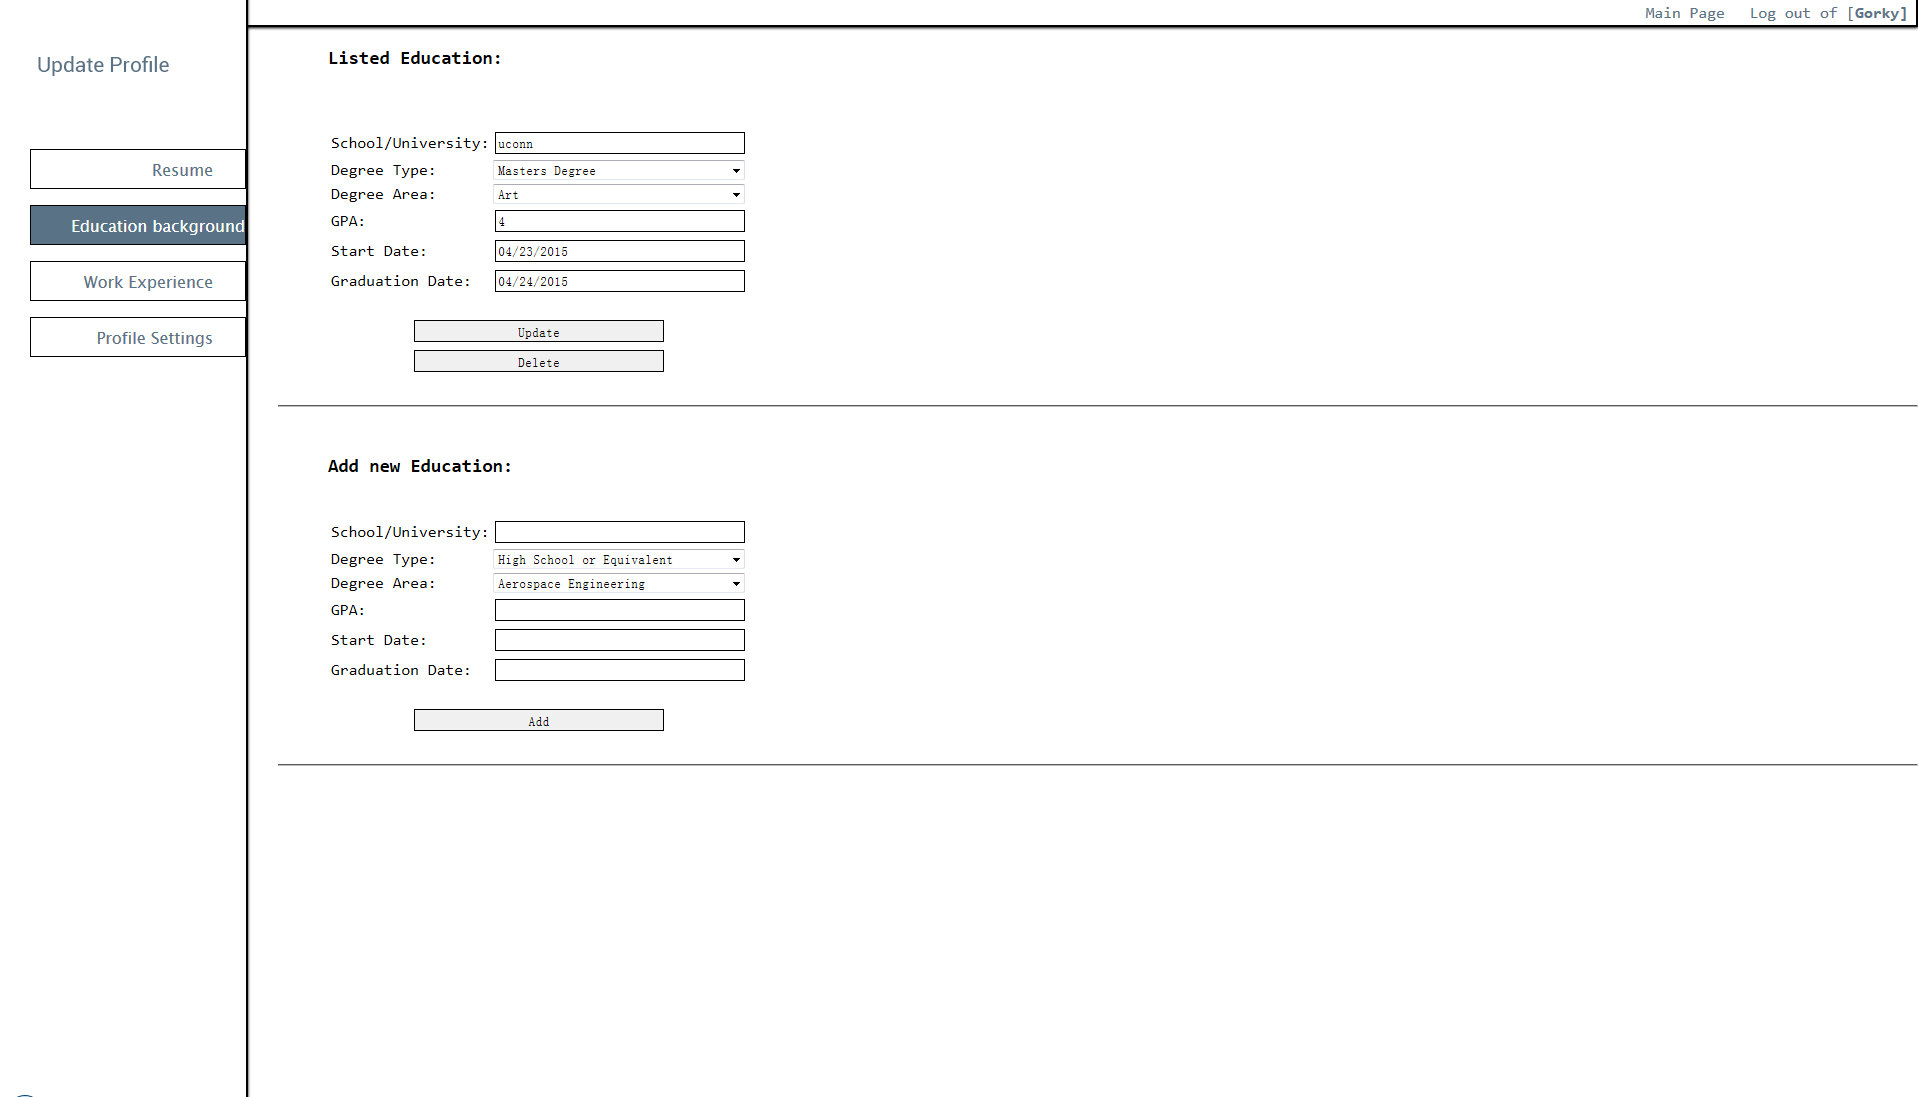 Main Page Log out of [Gorky]
Update Profile
Resume
Education background
Work Experience
Profile Settings
Listed Education:
School/University: uconn
Degree Type: Masters Degree
Degree Area: Art
GPA: 4
Start Date: 04/23/2015
Graduation Date: 04/24/2015
Update
Delete
Add new Education:
School/University:
Degree Type: High School or Equivalent
Degree Area: Aerospace Engineering
GPA:
Start Date:
Graduation Date:
Add